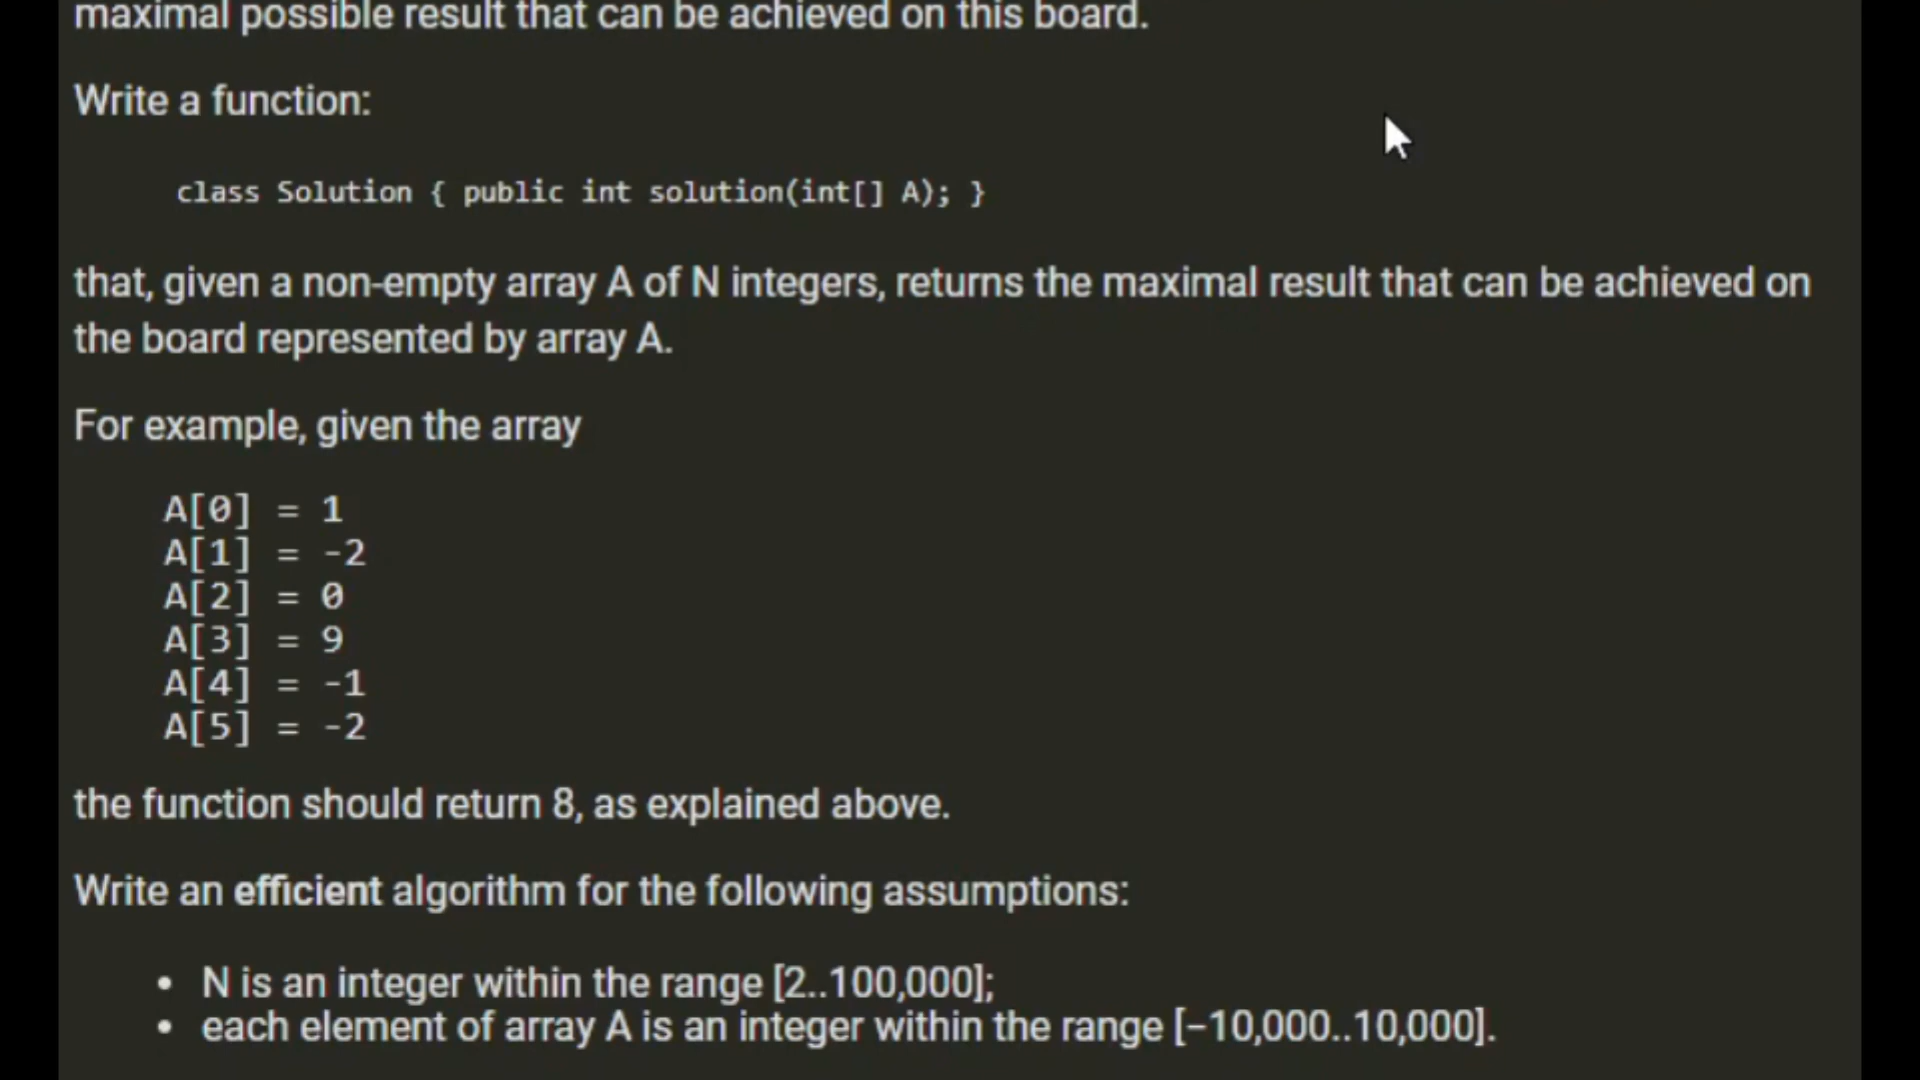 maximal possible result that can be achieved on this board.
Write a function:
class Solution { public int solution(int[] A); }
that, given a non-empty array A of N integers, returns the maximal result that can be achieved on
the board represented by array A.
For example, given the array
A[0] = 1
A[1] = -2
A[2] = 0
A[3] = 9
A[4] = -1
A[5] = -2
the function should return 8, as explained above.
Write an efficient algorithm for the following assumptions:
• N is an integer within the range [2..100,000];
• each element of array A is an integer within the range [−10,000..10,000].